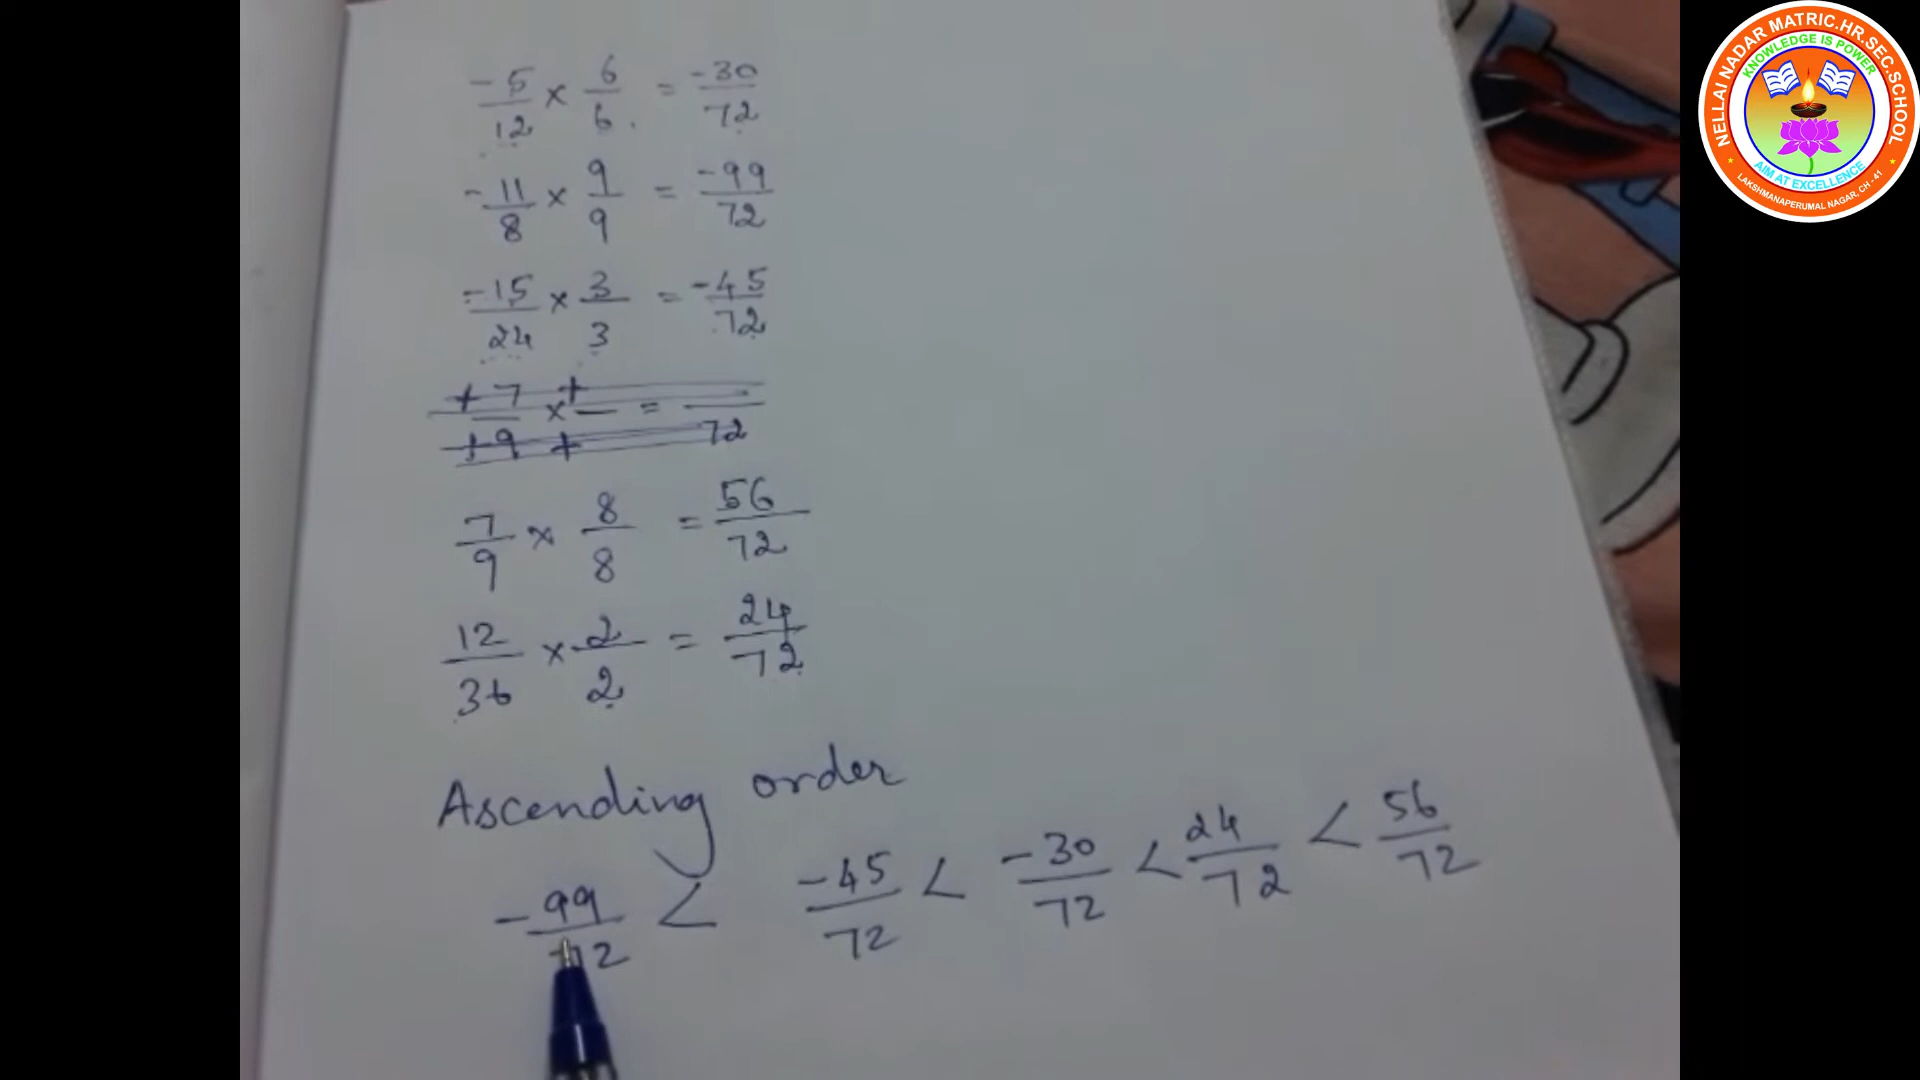 -5/12 × 6/6 = -30/72
-11/8 × 9/9 = -99/72
-15/24 × 3/3 = -45/72
+7/+9 × = /72
7/9 × 8/8 = 56/72
12/36 × 2/2 = 24/72
Ascending order
-99/72 < -45/72 < -30/72 < 24/72 < 56/72
NELLAI NADAR MATRIC.HR.SEC.SCHOOL
KNOWLEDGE IS POWER
AIM AT EXCELLENCE
LAKSHMANAPERUMAL NAGAR, CH - 41